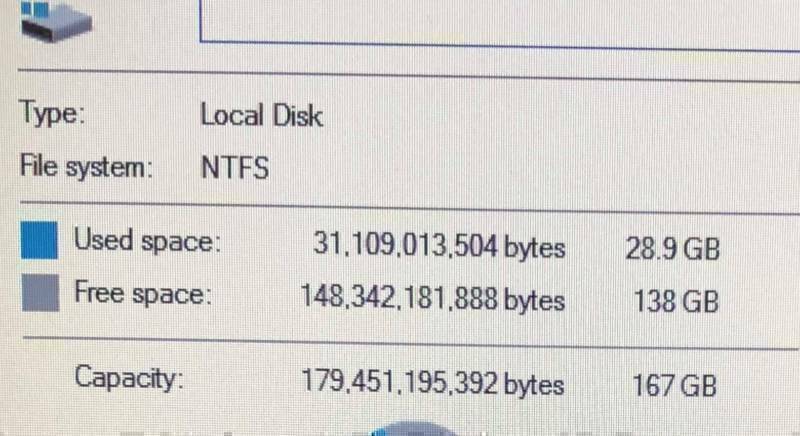 Type: Local Disk
File system: NTFS
Used space: 31,109,013,504 bytes 28.9 GB
Free space: 148,342,181,888 bytes 138 GB
Capacity: 179,451,195,392 bytes 167 GB